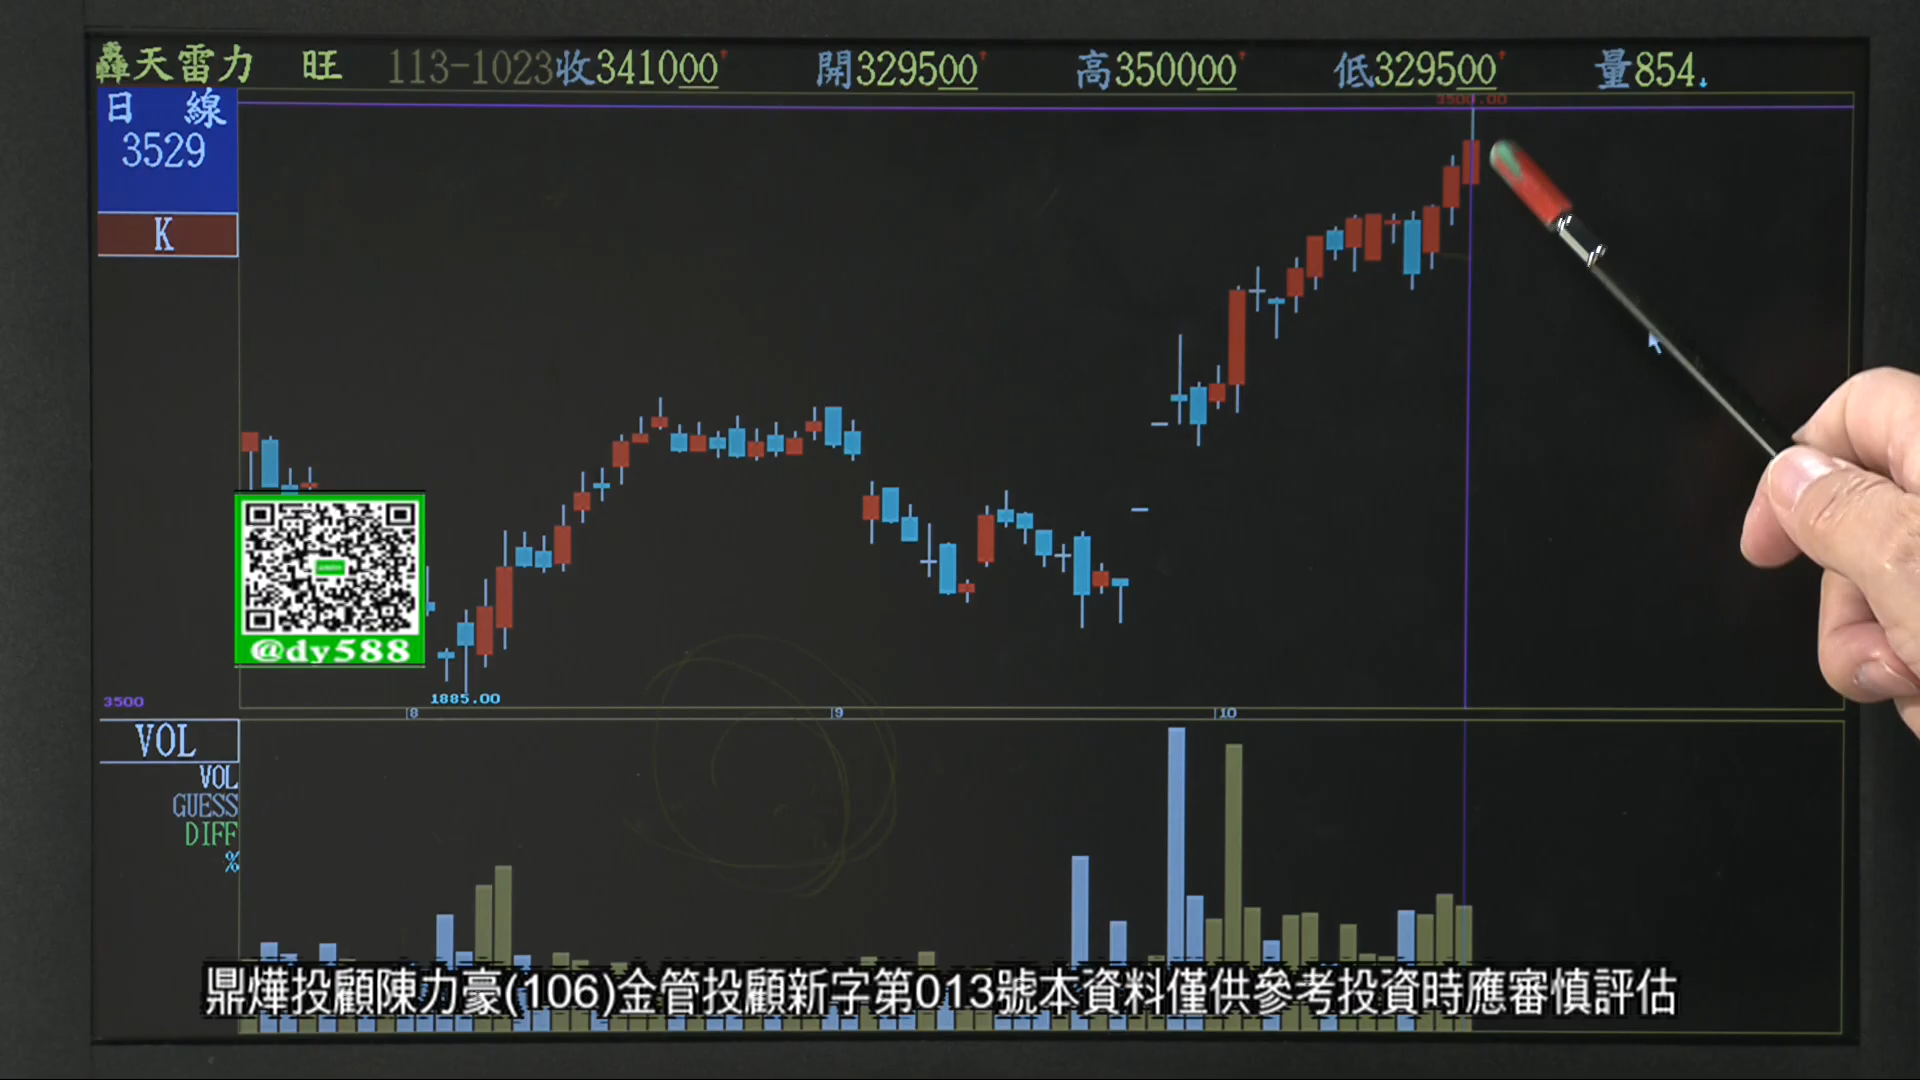 轟天雷力 旺 113-1023收341000↑ 開329500↑ 高350000↑ 低329500↑ 量854↓
日 線
3529
K
3500.00
@dy588
1885.00
3500
8 9 10
VOL
VOL
GUESS
DIFF
%
鼎燁投顧陳力豪(106)金管投顧新字第013號本資料僅供參考投資時應審慎評估